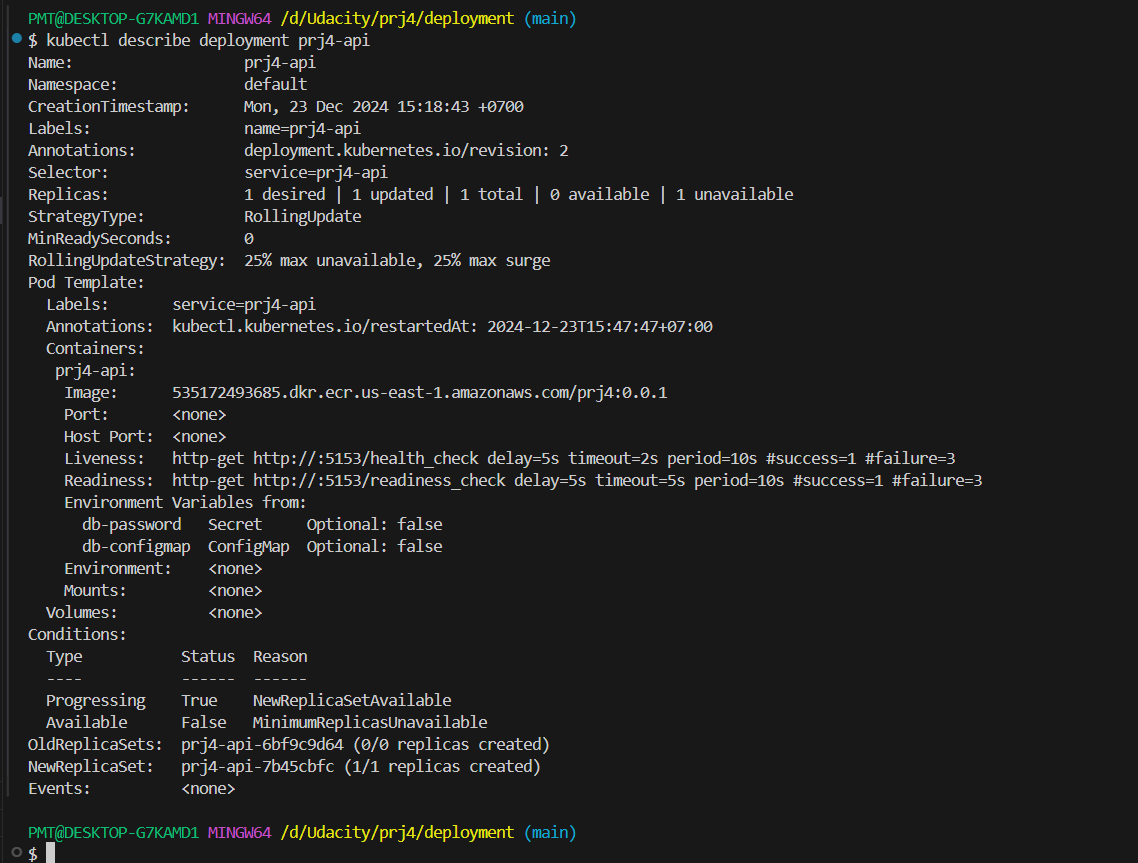 PMT@DESKTOP-G7KAMD1 MINGW64 /d/Udacity/prj4/deployment (main)
$ kubectl describe deployment prj4-api
Name:                   prj4-api
Namespace:              default
CreationTimestamp:      Mon, 23 Dec 2024 15:18:43 +0700
Labels:                 name=prj4-api
Annotations:            deployment.kubernetes.io/revision: 2
Selector:               service=prj4-api
Replicas:               1 desired | 1 updated | 1 total | 0 available | 1 unavailable
StrategyType:           RollingUpdate
MinReadySeconds:        0
RollingUpdateStrategy:  25% max unavailable, 25% max surge
Pod Template:
  Labels:       service=prj4-api
  Annotations:  kubectl.kubernetes.io/restartedAt: 2024-12-23T15:47:47+07:00
  Containers:
   prj4-api:
    Image:      535172493685.dkr.ecr.us-east-1.amazonaws.com/prj4:0.0.1
    Port:       <none>
    Host Port:  <none>
    Liveness:   http-get http://:5153/health_check delay=5s timeout=2s period=10s #success=1 #failure=3
    Readiness:  http-get http://:5153/readiness_check delay=5s timeout=5s period=10s #success=1 #failure=3
    Environment Variables from:
      db-password   Secret     Optional: false
      db-configmap  ConfigMap  Optional: false
    Environment:    <none>
    Mounts:         <none>
  Volumes:          <none>
Conditions:
  Type           Status  Reason
  ----           ------  ------
  Progressing    True    NewReplicaSetAvailable
  Available      False   MinimumReplicasUnavailable
OldReplicaSets:  prj4-api-6bf9c9d64 (0/0 replicas created)
NewReplicaSet:   prj4-api-7b45cbfc (1/1 replicas created)
Events:          <none>
PMT@DESKTOP-G7KAMD1 MINGW64 /d/Udacity/prj4/deployment (main)
$